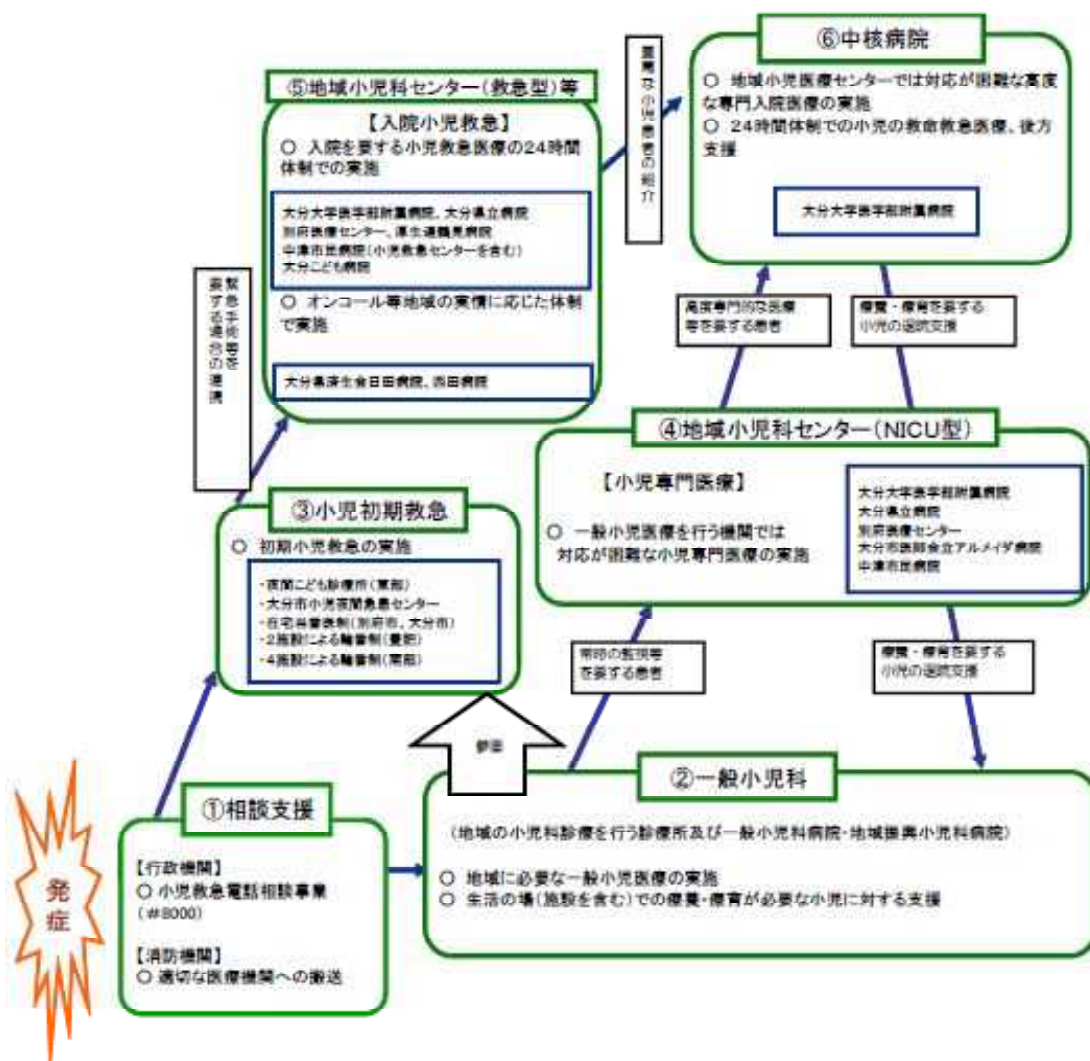 発
症
①相談支援
【行政機関】
○ 小児救急電話相談事業
(#8000)
【消防機関】
○ 適切な医療機関への搬送
②一般小児科
(地域の小児科診療を行う診療所及び一般小児科病院・地域振興小児科病院)
○ 地域に必要な一般小児医療の実施
○ 生活の場(施設を含む)での療養・療育が必要な小児に対する支援
③小児初期救急
○ 初期小児救急の実施
・夜間こども診療所(東部)
・大分市小児夜間急患センター
・在宅当番医制(別府市、大分市)
・2施設による輪番制(豊肥)
・4施設による輪番制(南部)
常時の監視等
を要する患者
療養・療育を要する
小児の退院支援
④地域小児科センター(NICU型)
【小児専門医療】
○ 一般小児医療を行う機関では
対応が困難な小児専門医療の実施
大分大学医学部附属病院
大分県立病院
別府医療センター
大分市医師会立アルメイダ病院
中津市民病院
緊急手術等を
要する場合の連携
⑤地域小児科センター(救急型)等
【入院小児救急】
○ 入院を要する小児救急医療の24時間
体制での実施
大分大学医学部附属病院、大分県立病院
別府医療センター、厚生連鶴見病院
中津市民病院(小児救急センターを含む)
大分こども病院
○ オンコール等地域の実情に応じた体制
で実施
大分県済生会日田病院、西田病院
重篤な小児患者の紹介
高度専門的な医療
等を要する患者
療養・療育を要する
小児の退院支援
⑥中核病院
○ 地域小児医療センターでは対応が困難な高度
な専門入院医療の実施
○ 24時間体制での小児の救命救急医療、後方
支援
大分大学医学部附属病院